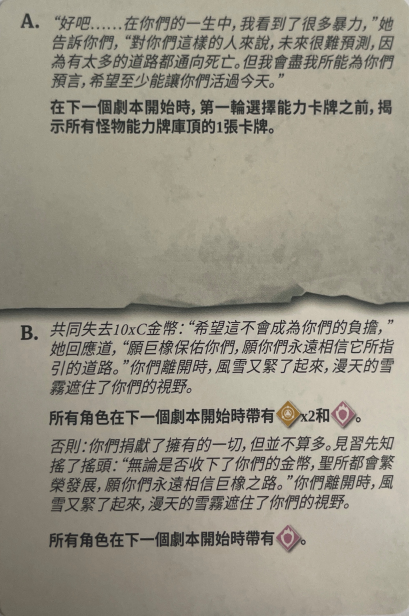 A. “好吧……在你們的一生中，我看到了很多暴力，”她
告訴你們，“對你們這樣的人來說，未來很難預測，因
為有太多的道路都通向死亡。但我會盡我所能為你們
預言，希望至少能讓你們活過今天。”
在下一個劇本開始時，第一輪選擇能力卡牌之前，揭
示所有怪物能力牌庫頂的1張卡牌。
B. 共同失去10xC金幣：“希望這不會成為你們的負擔，”
她回應道，“願巨橡保佑你們，願你們永遠相信它所指
引的道路。”你們離開時，風雪又緊了起來，漫天的雪
霧遮住了你們的視野。
所有角色在下一個劇本開始時帶有x2和。
否則：你們捐獻了擁有的一切，但並不算多。見習先知
搖了搖頭：“無論是否收下了你們的金幣，聖所都會繁
榮發展，願你們永遠相信巨橡之路。”你們離開時，風
雪又緊了起來，漫天的雪霧遮住了你們的視野。
所有角色在下一個劇本開始時帶有。